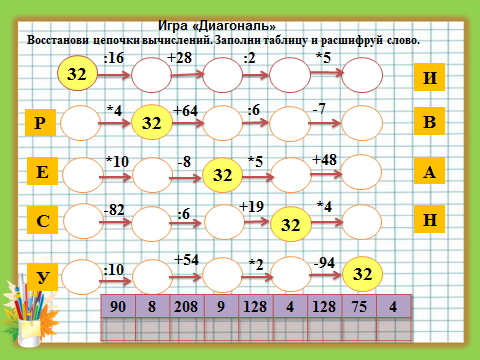 Игра «Диагональ»
Восстанови цепочки вычислений. Заполни таблицу и расшифруй слово.
32 :16 +28 :2 *5 И
Р *4 32 +64 :6 -7 В
Е *10 -8 32 *5 +48 А
С -82 :6 +19 32 *4 Н
У :10 +54 *2 -94 32
90 8 208 9 128 4 128 75 4